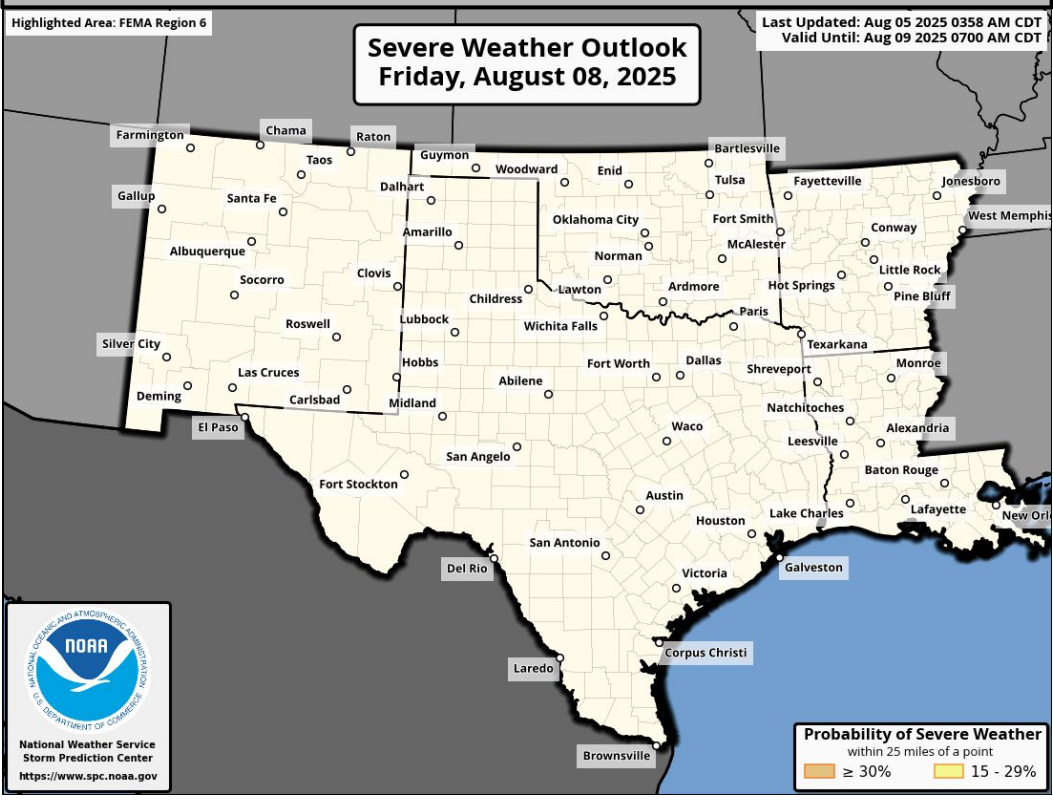 Highlighted Area: FEMA Region 6
Last Updated: Aug 05 2025 0358 AM CDT
Valid Until: Aug 09 2025 0700 AM CDT
Severe Weather Outlook
Friday, August 08, 2025
Farmington
Chama
Raton
Taos
Guymon
Woodward
Enid
Bartlesville
Tulsa
Fayetteville
Jonesboro
Gallup
Santa Fe
Dalhart
Oklahoma City
Fort Smith
West Memphis
Albuquerque
Amarillo
Norman
McAlester
Conway
Socorro
Clovis
Childress
Lawton
Ardmore
Hot Springs
Little Rock
Pine Bluff
Roswell
Lubbock
Wichita Falls
Paris
Texarkana
Silver City
Las Cruces
Hobbs
Fort Worth
Dallas
Shreveport
Monroe
Deming
Carlsbad
Midland
Abilene
Natchitoches
El Paso
Waco
Leesville
Alexandria
San Angelo
Fort Stockton
Baton Rouge
Austin
Houston
Lake Charles
Lafayette
New Orl
San Antonio
Del Rio
Victoria
Galveston
Laredo
Corpus Christi
Brownsville
NATIONAL OCEANIC AND ATMOSPHERIC ADMINISTRATION
NOAA
U.S. DEPARTMENT OF COMMERCE
National Weather Service
Storm Prediction Center
https://www.spc.noaa.gov
Probability of Severe Weather
within 25 miles of a point
≥ 30%
15 - 29%